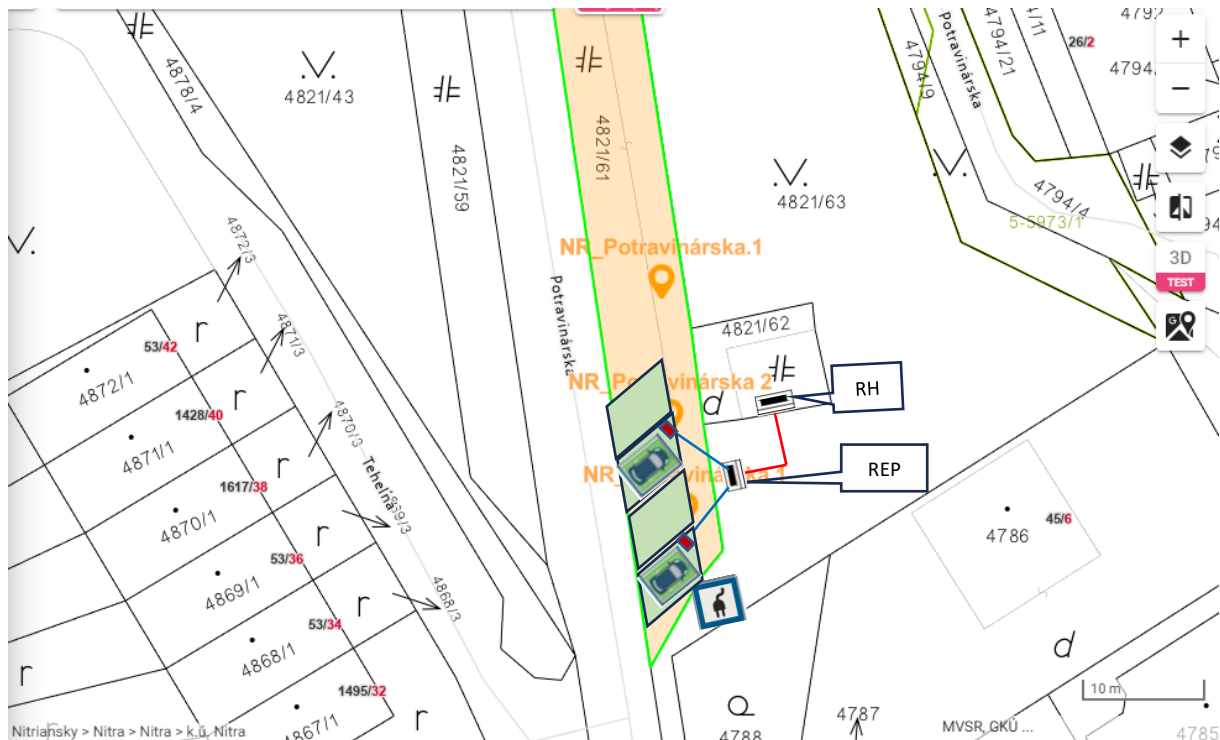 4792
4/11
26/2
4794/21
4794/9
Potravinárska
+
−
4878/4
4821/43
4821/59
4821/61
4821/63
4794/4
5-5973/1
3D
TEST
4872/3
NR_Potravinárska.1
Potravinárska
4871/3
4821/62
53/42
r
4872/1
1428/40
r
4871/1
4870/3
NR_Potravinárska 2
d
RH
1617/38
r
4870/1
Tehelná
4869/3
REP
53/36
r
4869/1
4868/3
45/6
4786
53/34
r
4868/1
d
r
1495/32
r
4867/1
10 m
4787
4788
4785
Nitriansky > Nitra > Nitra > k.ú. Nitra
MVSR, GKÚ ...